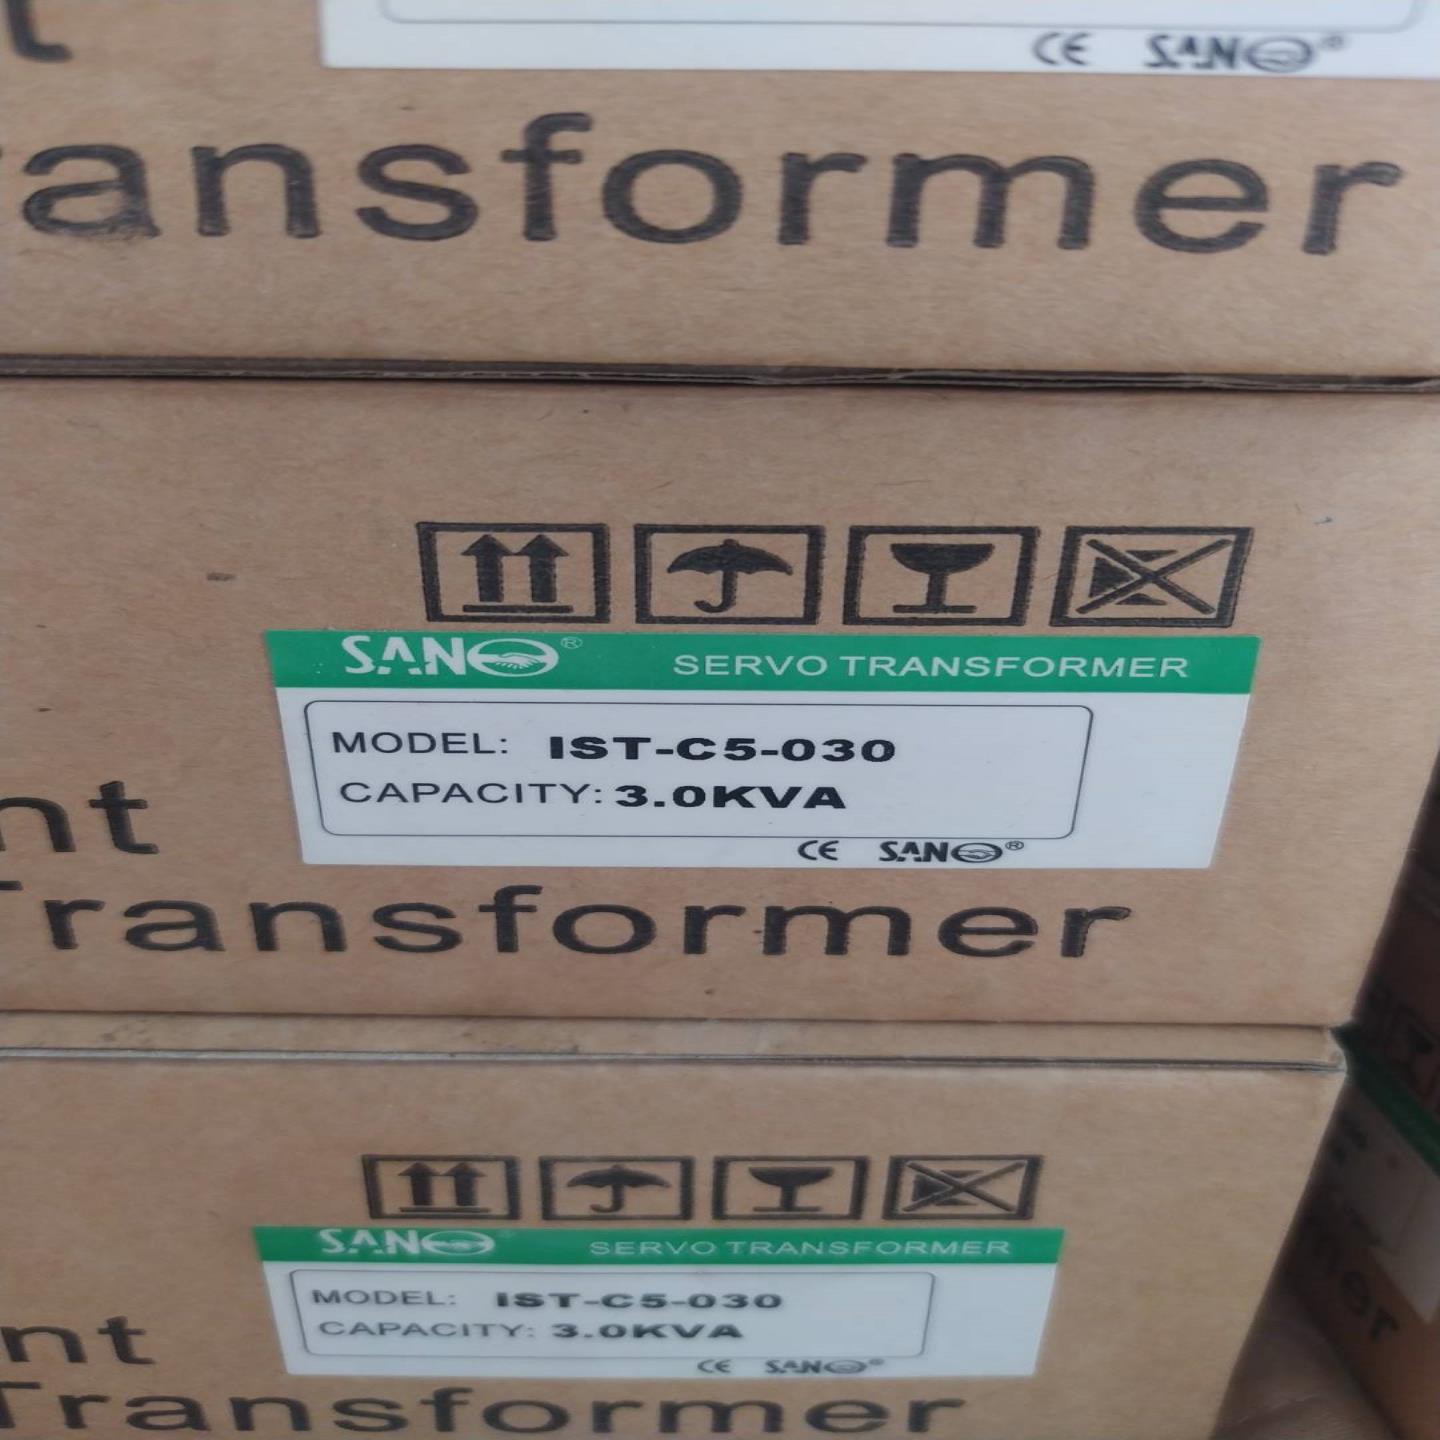 t
CE SANO®
ansformer
SANO® SERVO TRANSFORMER
MODEL: IST-C5-030
CAPACITY: 3.0KVA
CE SANO®
nt
Transformer
SANO SERVO TRANSFORMER
MODEL: IST-C5-030
CAPACITY: 3.0KVA
CE SANO®
nt
Transformer
mer